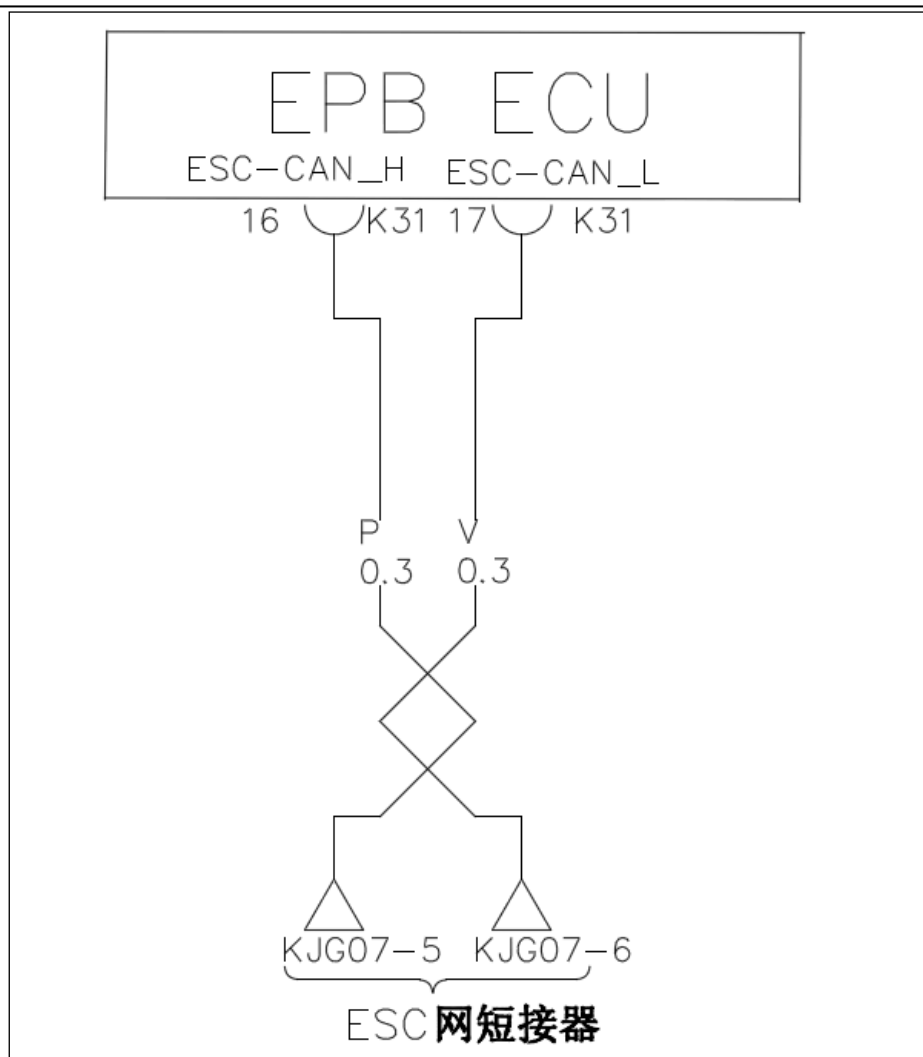 EPB ECU
ESC-CAN_H ESC-CAN_L
16 K31 17 K31
P V
0.3 0.3
KJG07-5 KJG07-6
ESC网短接器